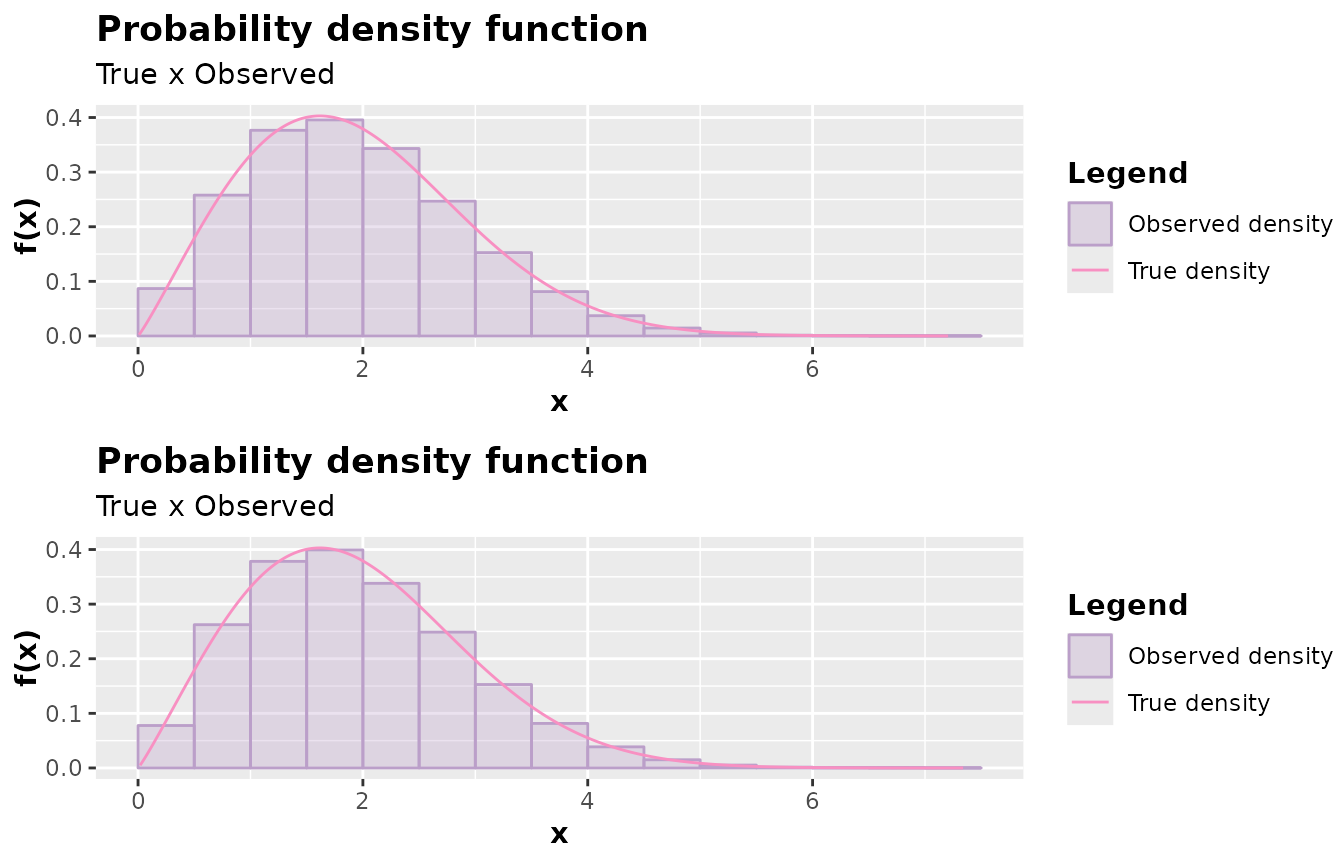 Probability density function
True x Observed
0.4
0.3
0.2
0.1
0.0
f(x)
0
2
4
6
x
Legend
Observed density
True density
Probability density function
True x Observed
0.4
0.3
0.2
0.1
0.0
f(x)
0
2
4
6
x
Legend
Observed density
True density